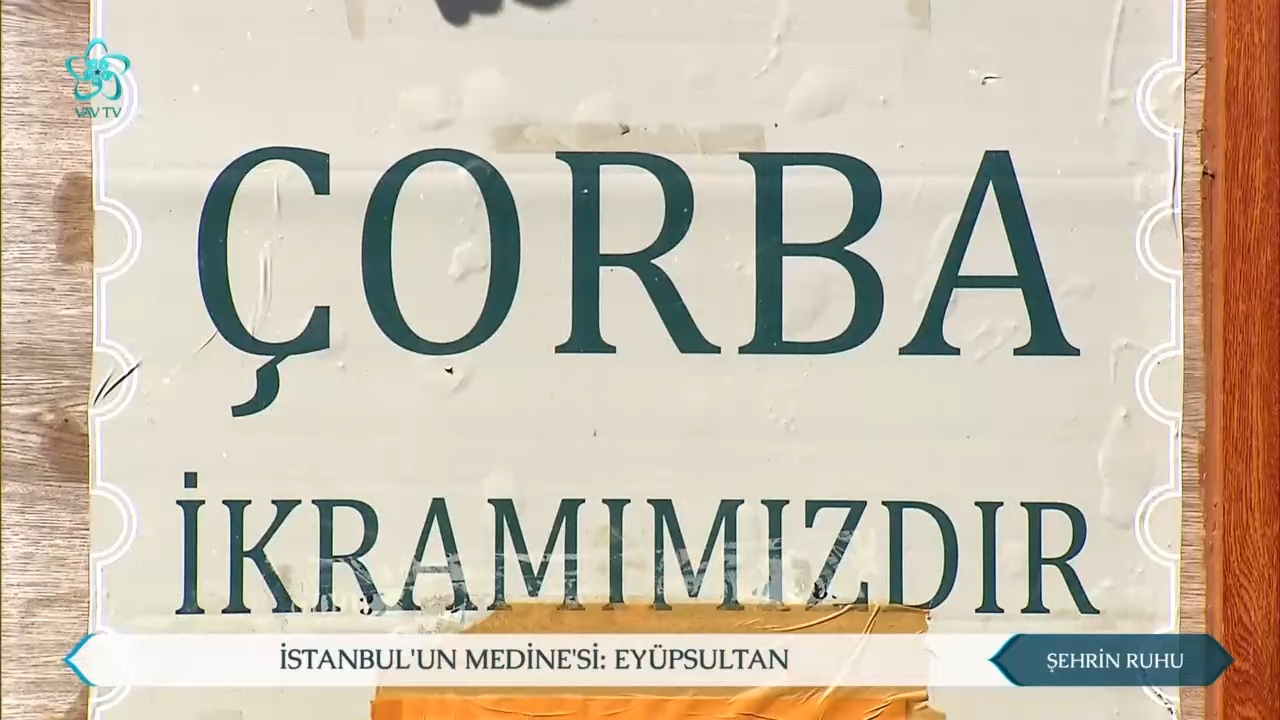 VAV TV
ÇORBA
İKRAMIMIZDIR
İSTANBUL'UN MEDİNE'Sİ: EYÜPSULTAN
ŞEHRİN RUHU